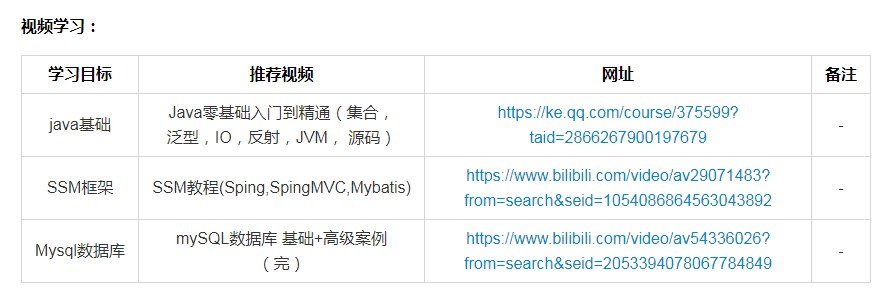 视频学习：
学习目标 推荐视频 网址 备注
java基础
Java零基础入门到精通（集合，
泛型，IO，反射，JVM， 源码）
https://ke.qq.com/course/375599?
taid=2866267900197679
-
SSM框架
SSM教程(Sping,SpingMVC,Mybatis)
https://www.bilibili.com/video/av29071483?
from=search&seid=1054086864563043892
-
Mysql数据库
mySQL数据库 基础+高级案例
（完）
https://www.bilibili.com/video/av54336026?
from=search&seid=2053394078067784849
-